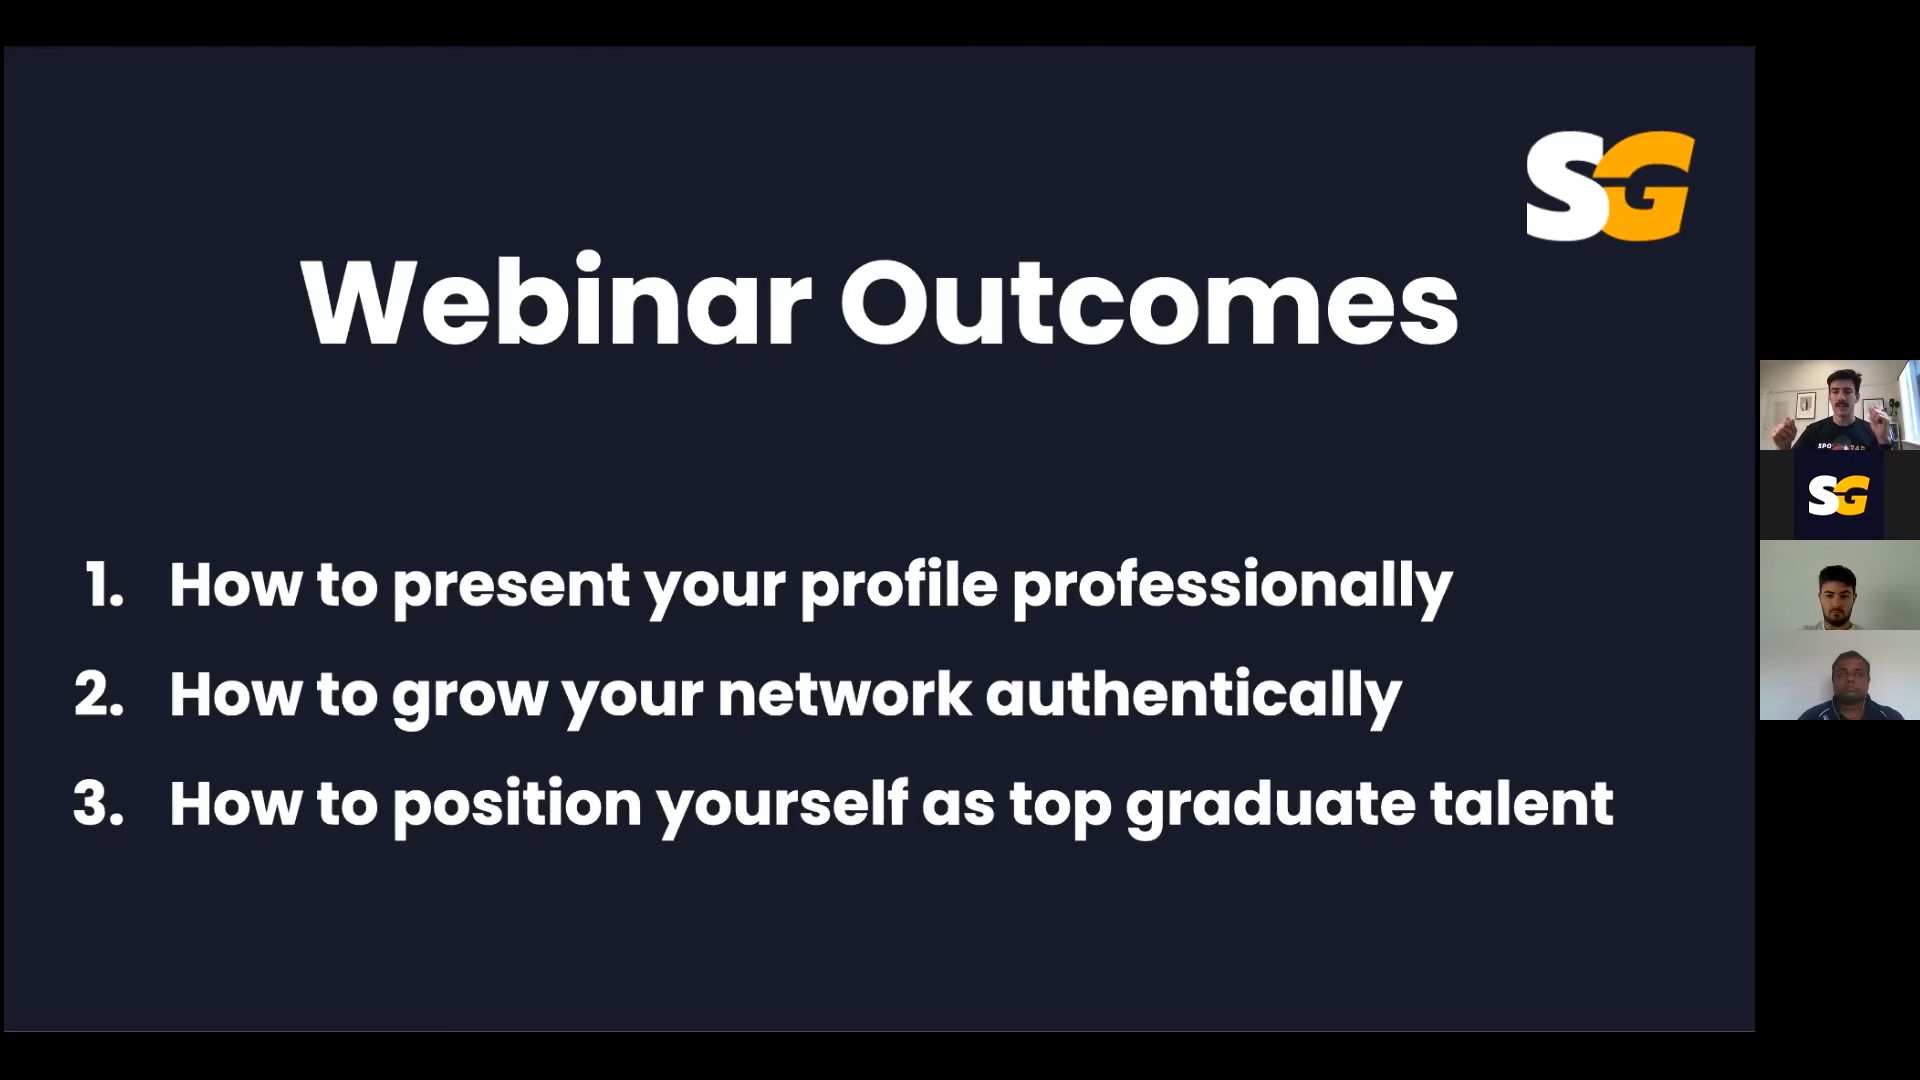 SG
Webinar Outcomes
1. How to present your profile professionally
2. How to grow your network authentically
3. How to position yourself as top graduate talent
SG